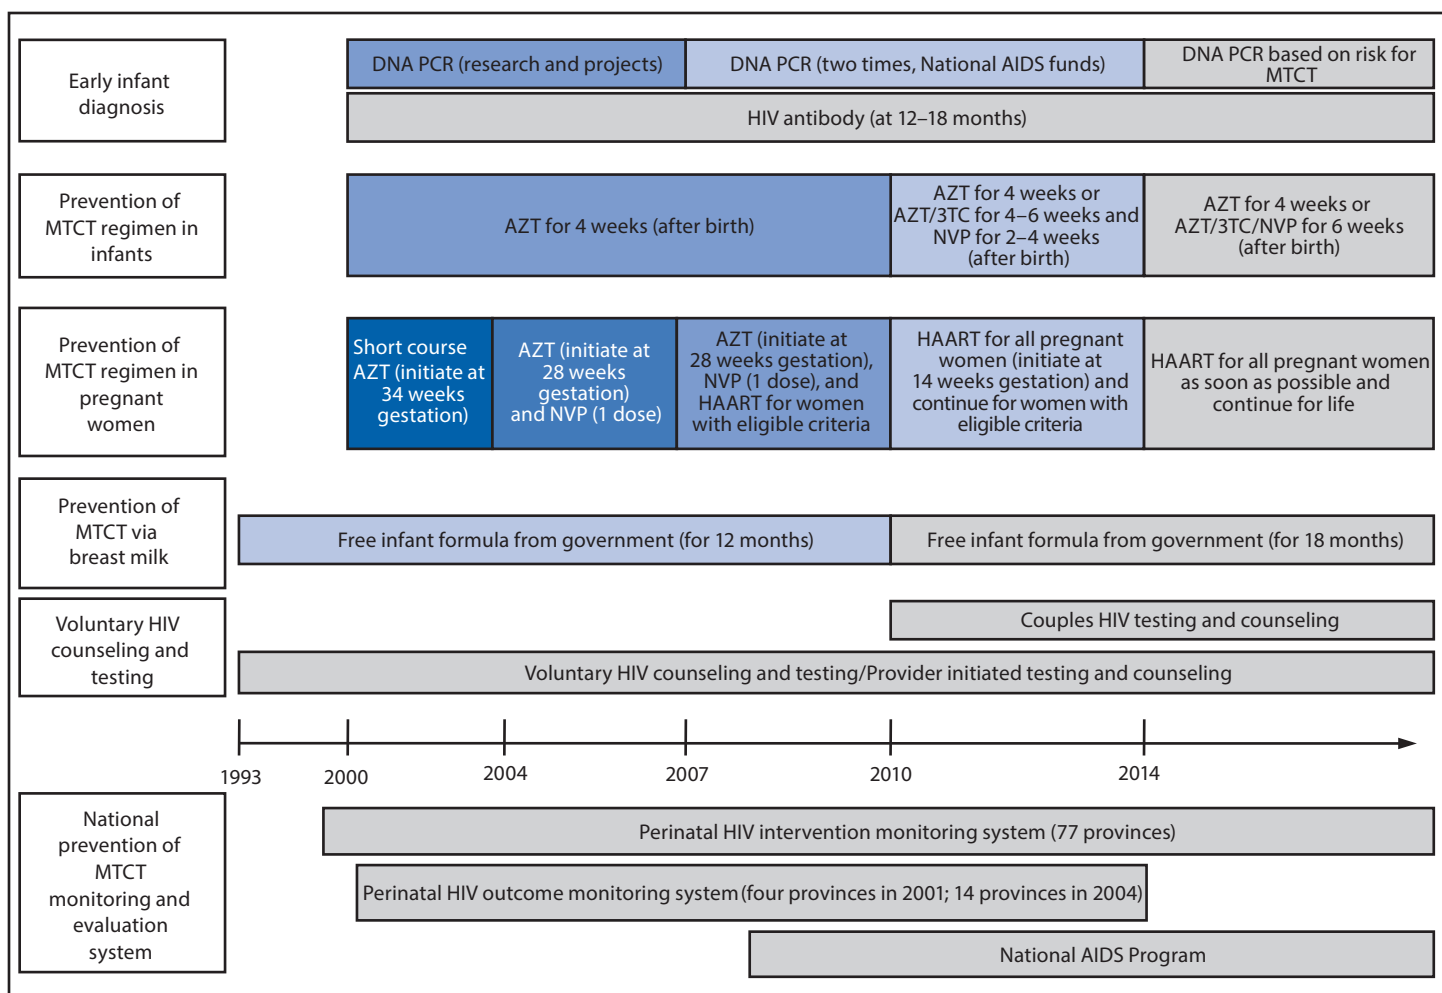 Early infant
diagnosis
DNA PCR (research and projects)
DNA PCR (two times, National AIDS funds)
DNA PCR based on risk for
MTCT
HIV antibody (at 12–18 months)
Prevention of
MTCT regimen in
infants
AZT for 4 weeks (after birth)
AZT for 4 weeks or
AZT/3TC for 4–6 weeks and
NVP for 2–4 weeks
(after birth)
AZT for 4 weeks or
AZT/3TC/NVP for 6 weeks
(after birth)
Prevention of
MTCT regimen in
pregnant
women
Short course
AZT (initiate at
34 weeks
gestation)
AZT (initiate at
28 weeks
gestation)
and NVP (1 dose)
AZT (initiate at
28 weeks gestation),
NVP (1 dose), and
HAART for women
with eligible criteria
HAART for all pregnant
women (initiate at
14 weeks gestation) and
continue for women with
eligible criteria
HAART for all pregnant women
as soon as possible and
continue for life
Prevention of
MTCT via
breast milk
Free infant formula from government (for 12 months)
Free infant formula from government (for 18 months)
Voluntary HIV
counseling and
testing
Couples HIV testing and counseling
Voluntary HIV counseling and testing/Provider initiated testing and counseling
1993
2000
2004
2007
2010
2014
National
prevention of
MTCT
monitoring and
evaluation
system
Perinatal HIV intervention monitoring system (77 provinces)
Perinatal HIV outcome monitoring system (four provinces in 2001; 14 provinces in 2004)
National AIDS Program